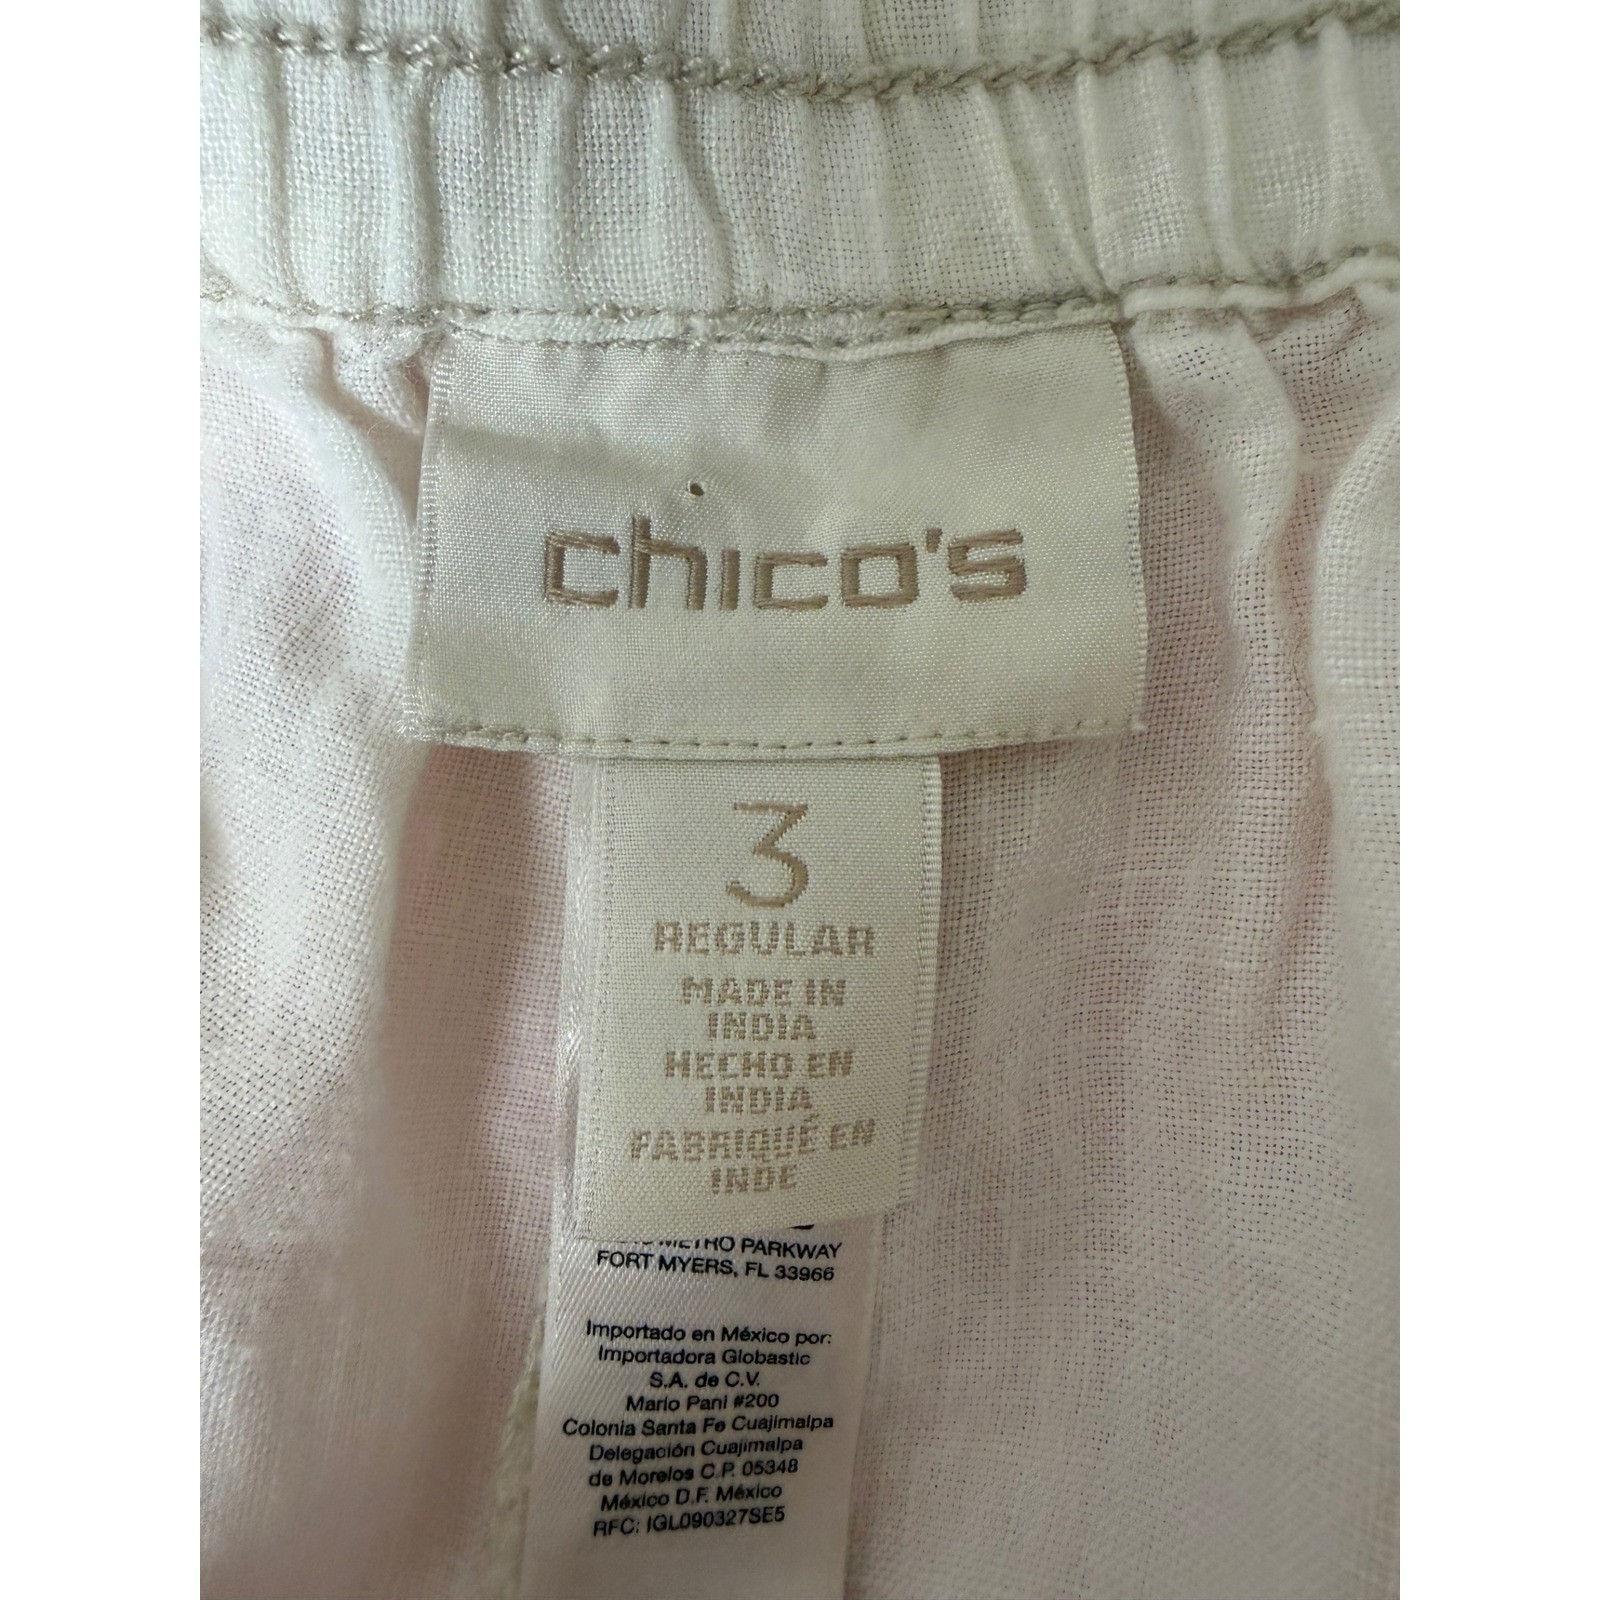 chico's
3
REGULAR
MADE IN
INDIA
HECHO EN
INDIA
FABRIQUÉ EN
INDE
METRO PARKWAY
FORT MYERS, FL 33966
Importado en México por:
Importadora Globastic
S.A. de C.V.
Mario Pani #200
Colonia Santa Fe Cuajimalpa
Delegación Cuajimalpa
de Morelos C.P. 05348
México D.F. México
RFC: IGL090327SE5